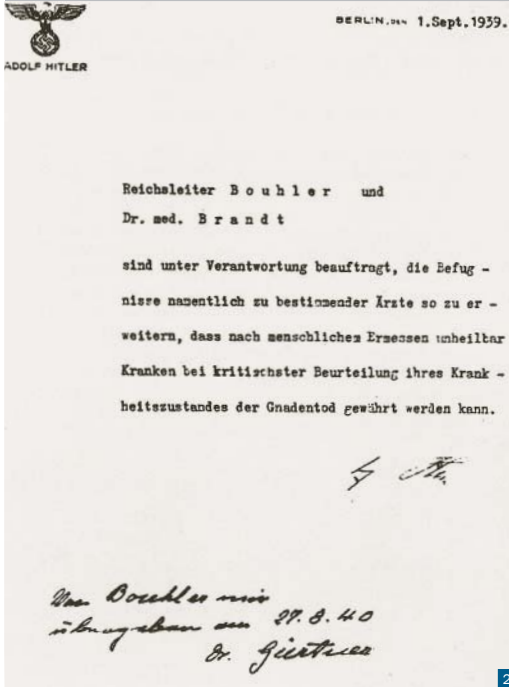 ADOLF HITLER
BERLIN, DEN 1.Sept.1939.
Reichsleiter B o u h l e r und
Dr. med. B r a n d t
sind unter Verantwortung beauftragt, die Befug -
nisse namentlich zu bestimmender Ärzte so zu er -
weitern, dass nach menschlichem Ermessen unheilbar
Kranken bei kritischster Beurteilung ihres Krank -
heitszustandes der Gnadentod gewährt werden kann.
Von Bouhler mir
übergeben am 27.8.40
Dr. Gürtner
2